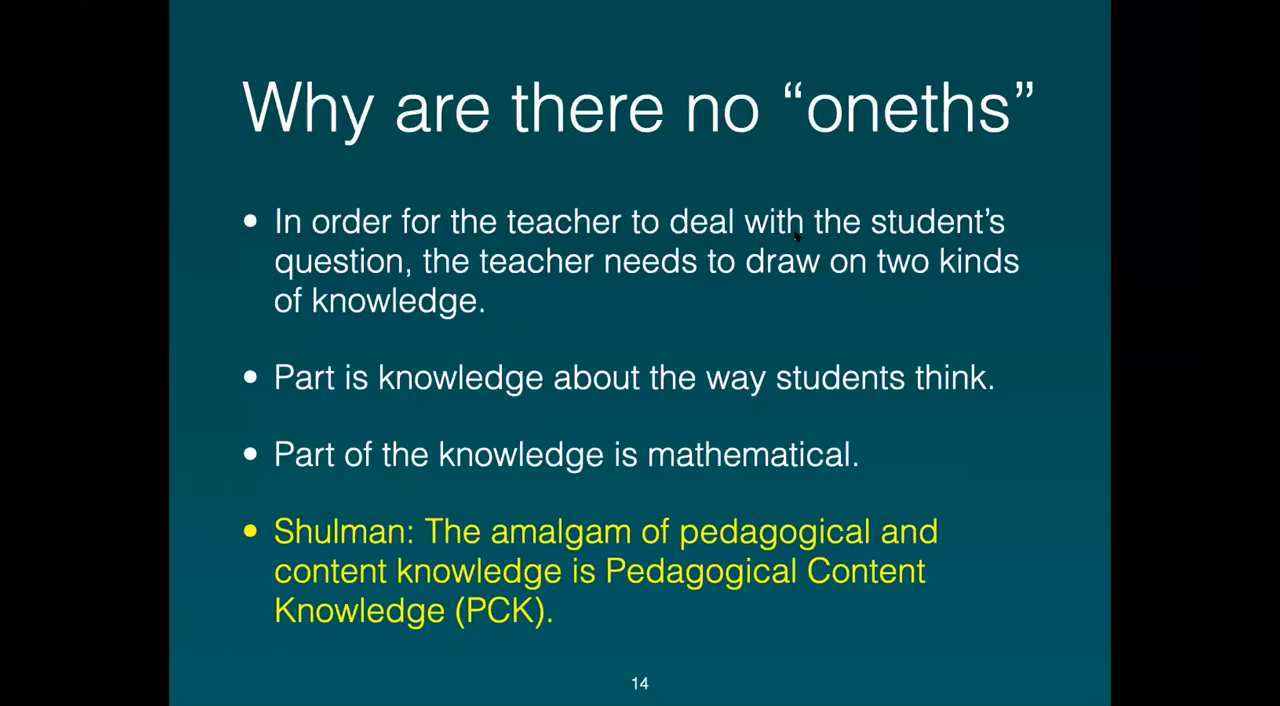 Why are there no “oneths”
• In order for the teacher to deal with the student’s
question, the teacher needs to draw on two kinds
of knowledge.
• Part is knowledge about the way students think.
• Part of the knowledge is mathematical.
• Shulman: The amalgam of pedagogical and
content knowledge is Pedagogical Content
Knowledge (PCK).
14